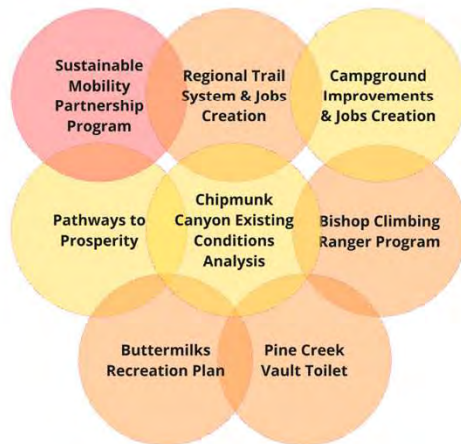 Sustainable
Mobility
Partnership
Program
Regional Trail
System & Jobs
Creation
Campground
Improvements
& Jobs Creation
Pathways to
Prosperity
Chipmunk
Canyon Existing
Conditions
Analysis
Bishop Climbing
Ranger Program
Buttermilks
Recreation Plan
Pine Creek
Vault Toilet